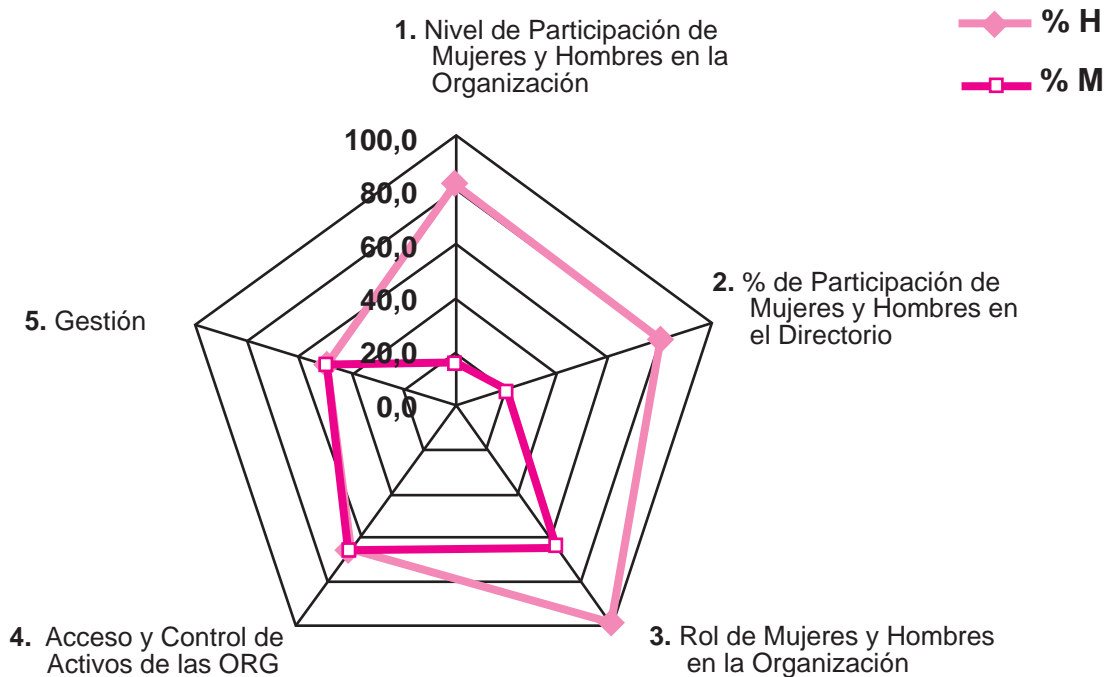 1. Nivel de Participación de
Mujeres y Hombres en la
Organización
% H
% M
100,0
80,0
60,0
40,0
20,0
0,0
2. % de Participación de
Mujeres y Hombres en
el Directorio
5. Gestión
4. Acceso y Control de
Activos de las ORG
3. Rol de Mujeres y Hombres
en la Organización